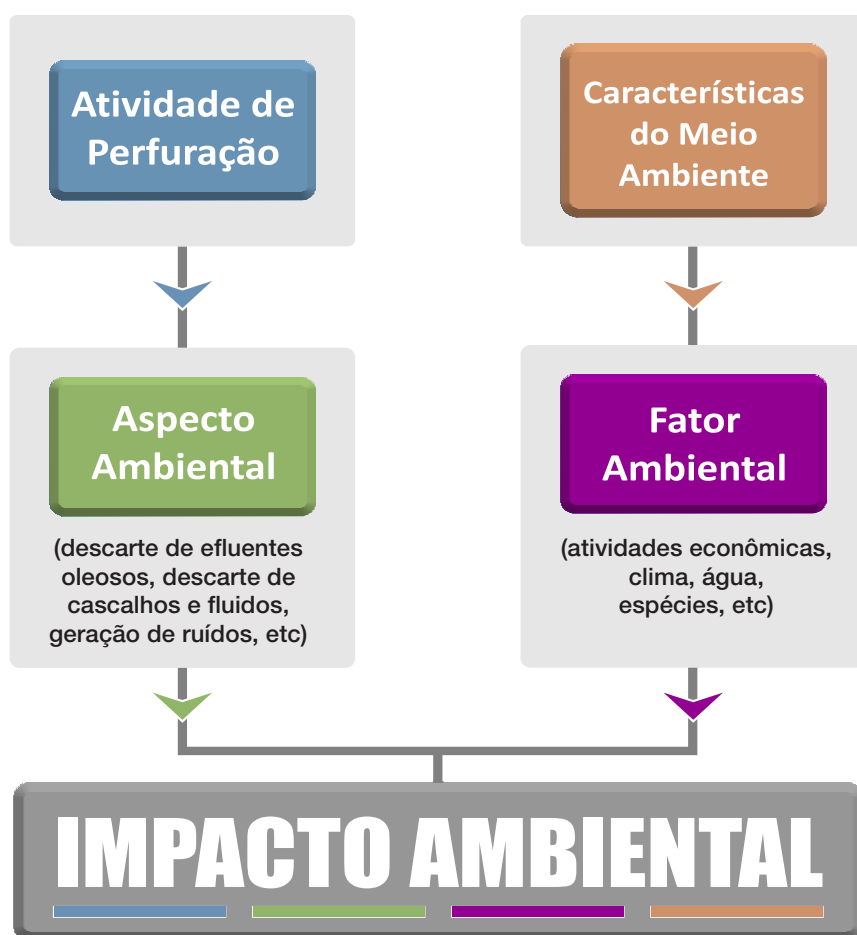 Atividade de
Perfuração
Características
do Meio
Ambiente
Aspecto
Ambiental
(descarte de efluentes
oleosos, descarte de
cascalhos e fluidos,
geração de ruídos, etc)
Fator
Ambiental
(atividades econômicas,
clima, água,
espécies, etc)
IMPACTO AMBIENTAL